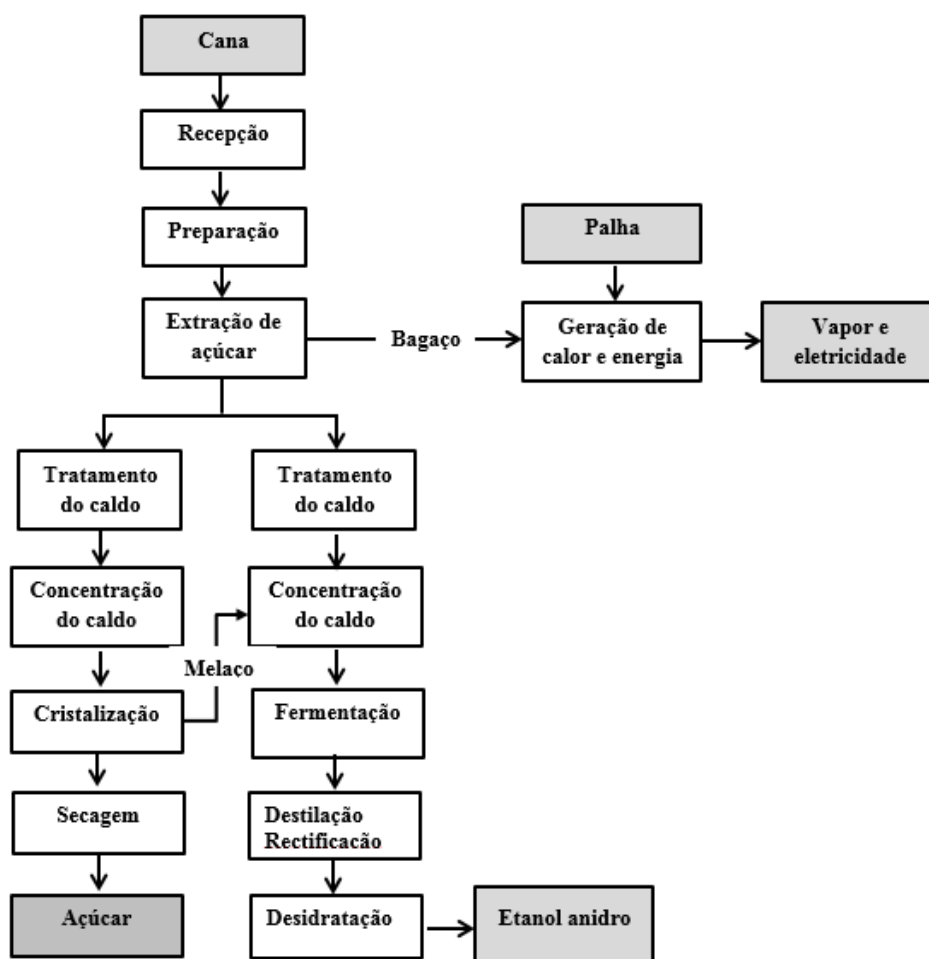 Cana
Recepção
Preparação
Palha
Extração de
açúcar
Bagaço
Geração de
calor e energia
Vapor e
eletricidade
Tratamento
do caldo
Tratamento
do caldo
Concentração
do caldo
Concentração
do caldo
Melaço
Cristalização
Fermentação
Secagem
Destilação
Rectificacão
Açúcar
Desidratação
Etanol anidro